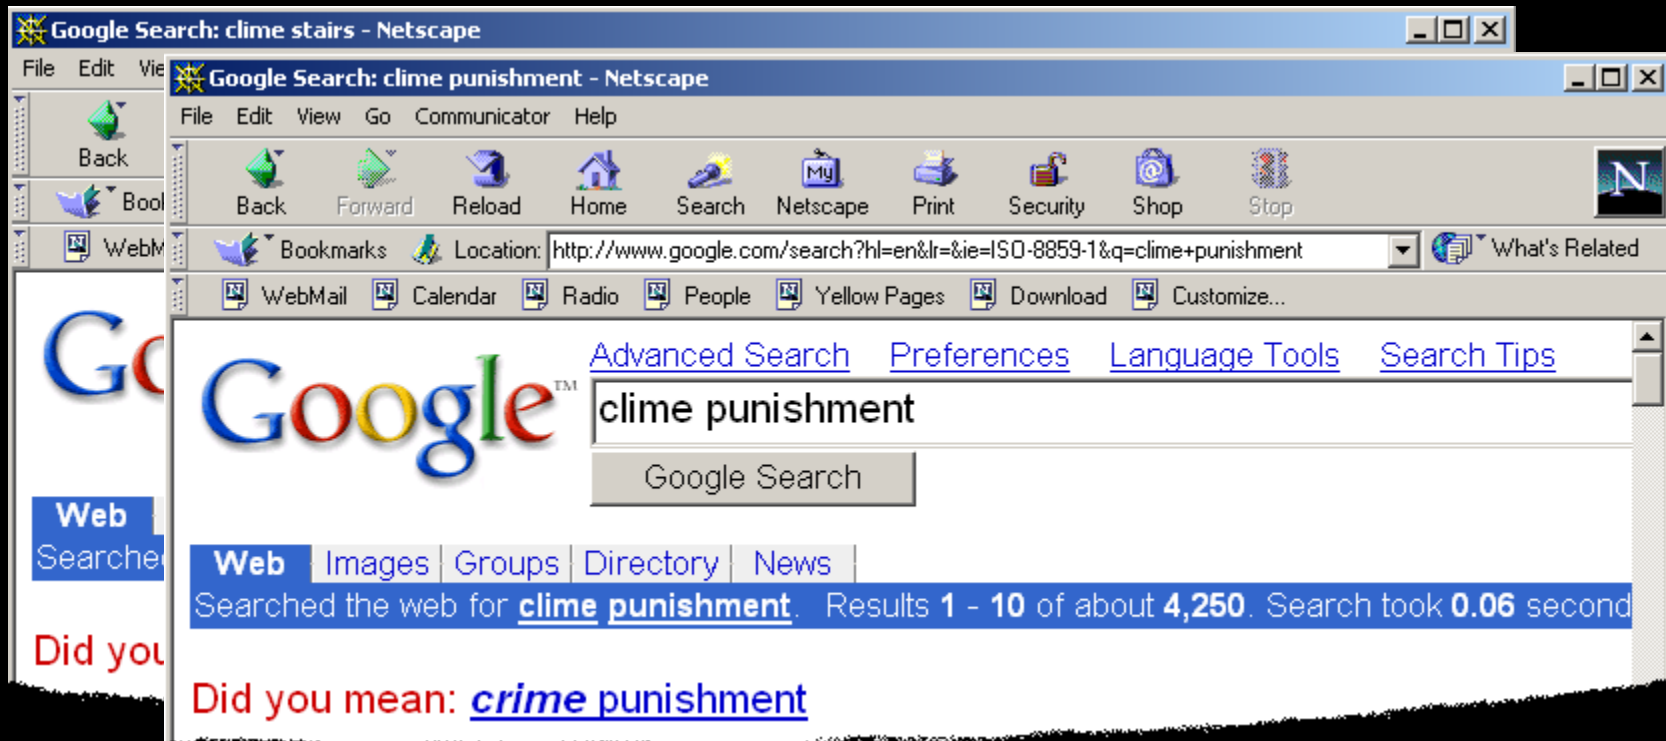 Google Search: clime stairs - Netscape
File Edit Vie
Back
Bool
WebM
Go
Web
Searched
Did you
Google Search: clime punishment - Netscape
File Edit View Go Communicator Help
My
N
Back Forward Reload Home Search Netscape Print Security Shop Stop
Bookmarks Location: http://www.google.com/search?hl=en&lr=&ie=ISO-8859-1&q=clime+punishment What's Related
WebMail Calendar Radio People Yellow Pages Download Customize...
Advanced Search Preferences Language Tools Search Tips
Google™
clime punishment
Google Search
Web Images Groups Directory News
Searched the web for clime punishment. Results 1 - 10 of about 4,250. Search took 0.06 second
Did you mean: crime punishment